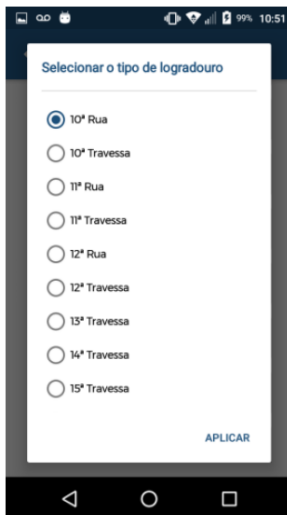 99% 10:51
Selecionar o tipo de logradouro
10ª Rua
10ª Travessa
11ª Rua
11ª Travessa
12ª Rua
12ª Travessa
13ª Travessa
14ª Travessa
15ª Travessa
APLICAR